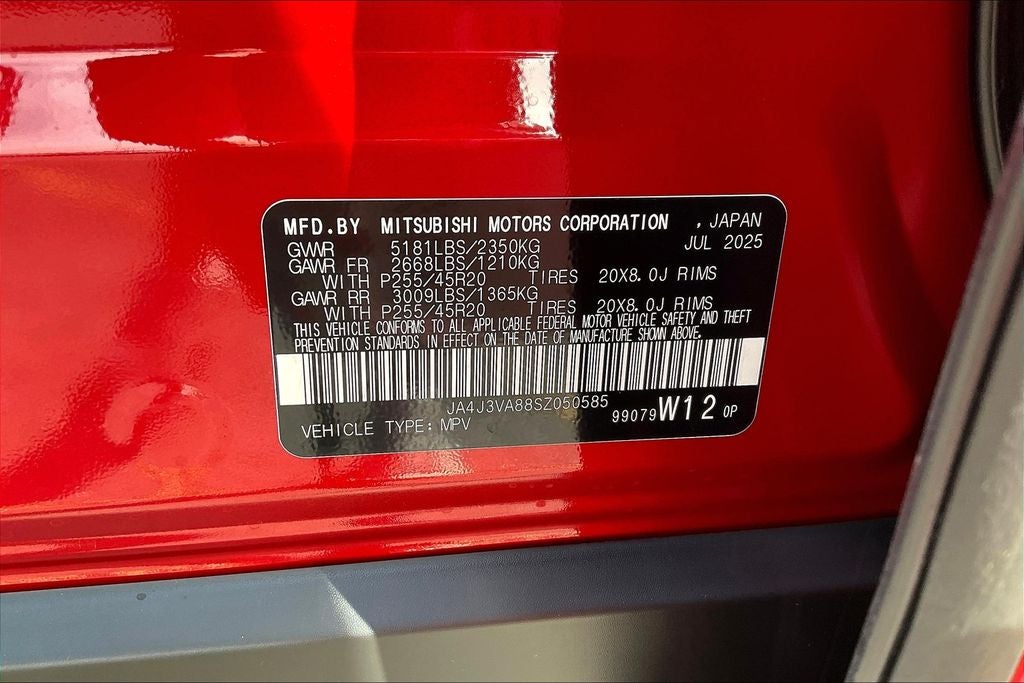 MFD.BY MITSUBISHI MOTORS CORPORATION , JAPAN
GVWR 5181LBS/2350KG JUL 2025
GAWR FR 2668LBS/1210KG
WITH P255/45R20 TIRES 20X8.0J RIMS
GAWR RR 3009LBS/1365KG
WITH P255/45R20 TIRES 20X8.0J RIMS
THIS VEHICLE CONFORMS TO ALL APPLICABLE FEDERAL MOTOR VEHICLE SAFETY AND THEFT
PREVENTION STANDARDS IN EFFECT ON THE DATE OF MANUFACTURE SHOWN ABOVE.
JA4J3VA88SZ050585
99079 W12 0P
VEHICLE TYPE: MPV